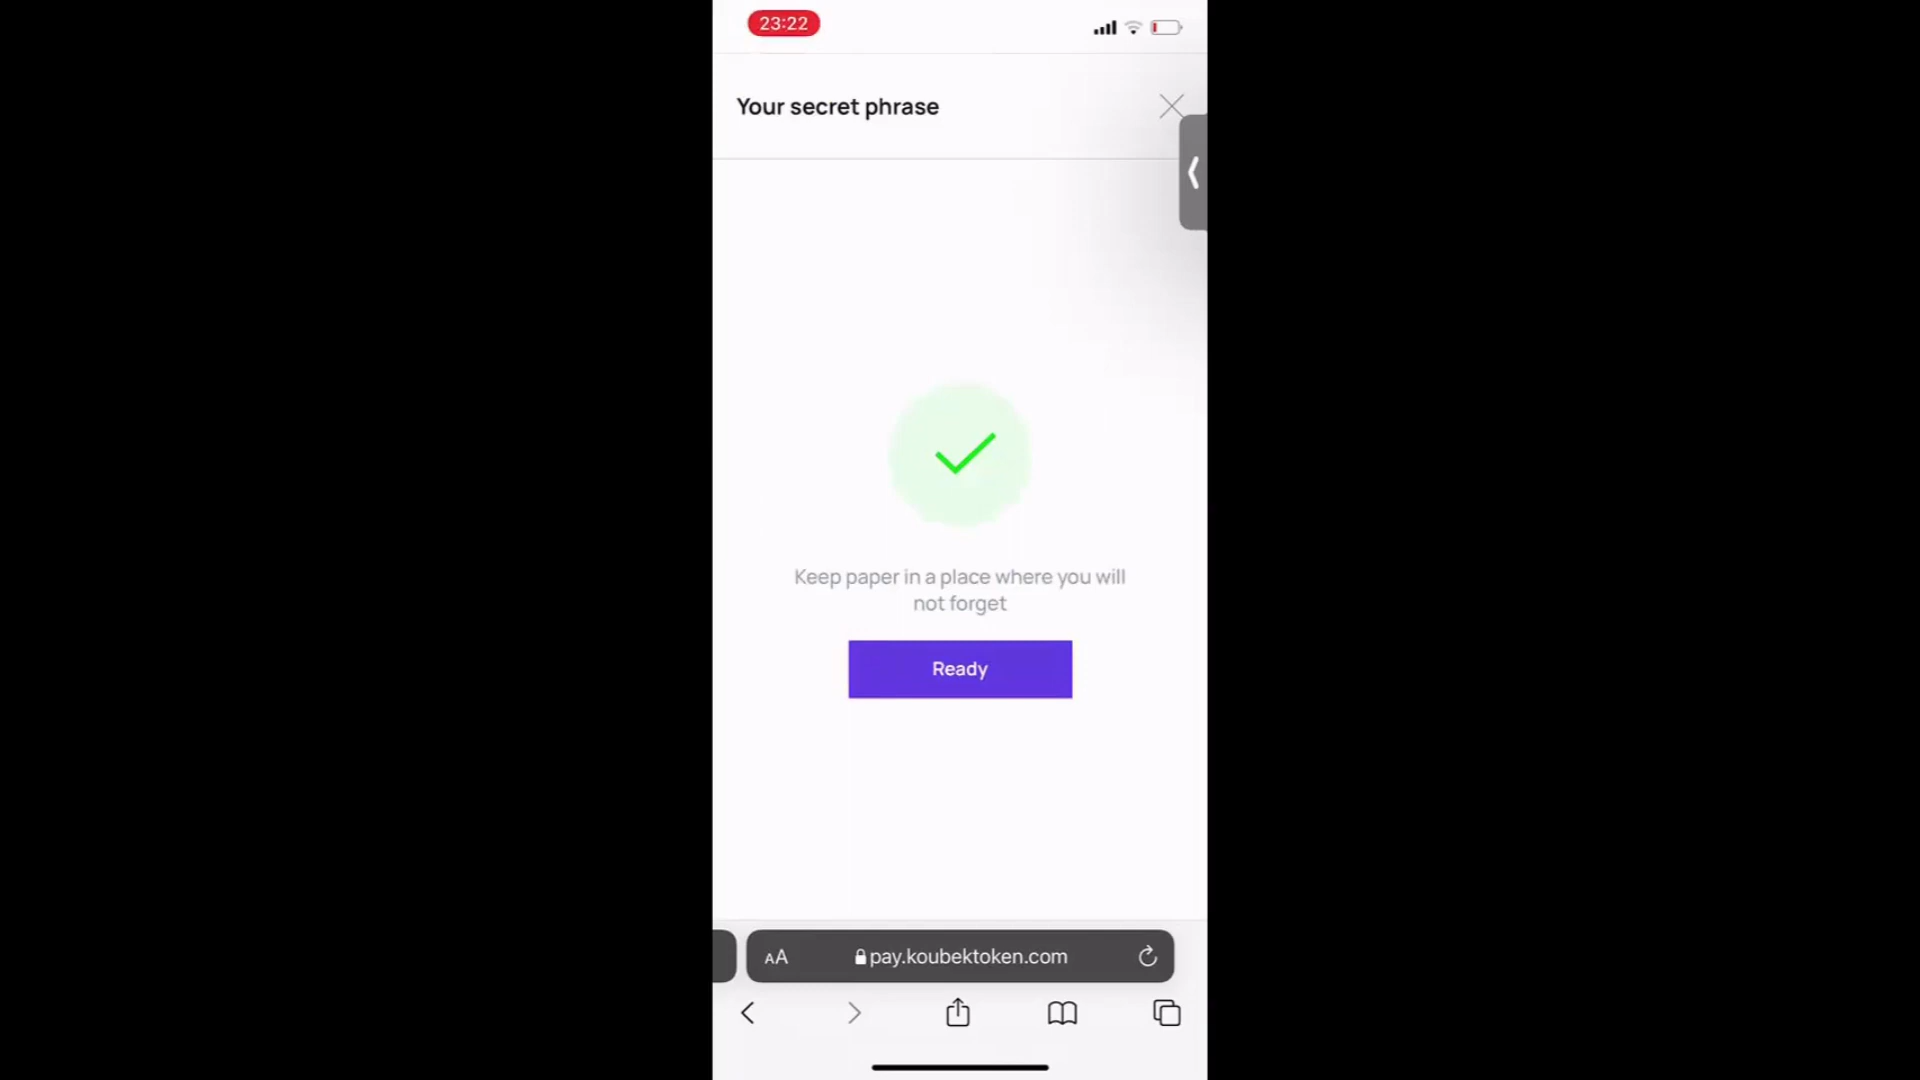 23:22
Your secret phrase
Keep paper in a place where you will
not forget
Ready
AA pay.koubektoken.com